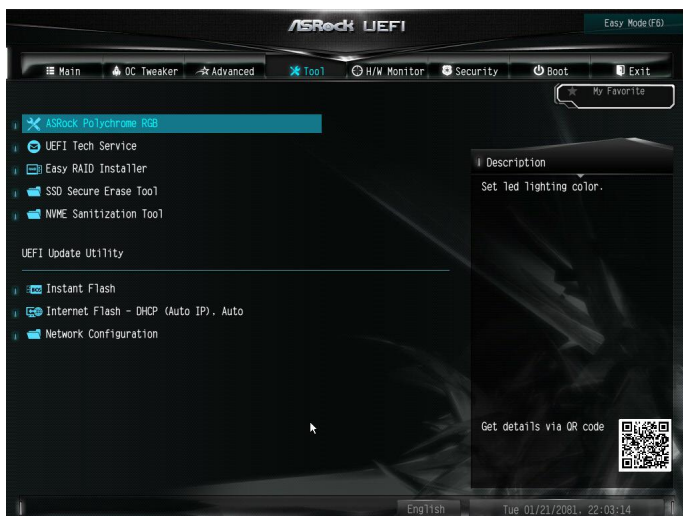 ASRock UEFI
Easy Mode(F6)
Main OC Tweaker Advanced Tool H/W Monitor Security Boot Exit
My Favorite
ASRock Polychrome RGB
UEFI Tech Service
Easy RAID Installer
SSD Secure Erase Tool
NVME Sanitization Tool
UEFI Update Utility
Instant Flash
Internet Flash - DHCP (Auto IP), Auto
Network Configuration
Description
Set led lighting color.
Get details via QR code
English
Tue 01/21/2081, 22:03:14